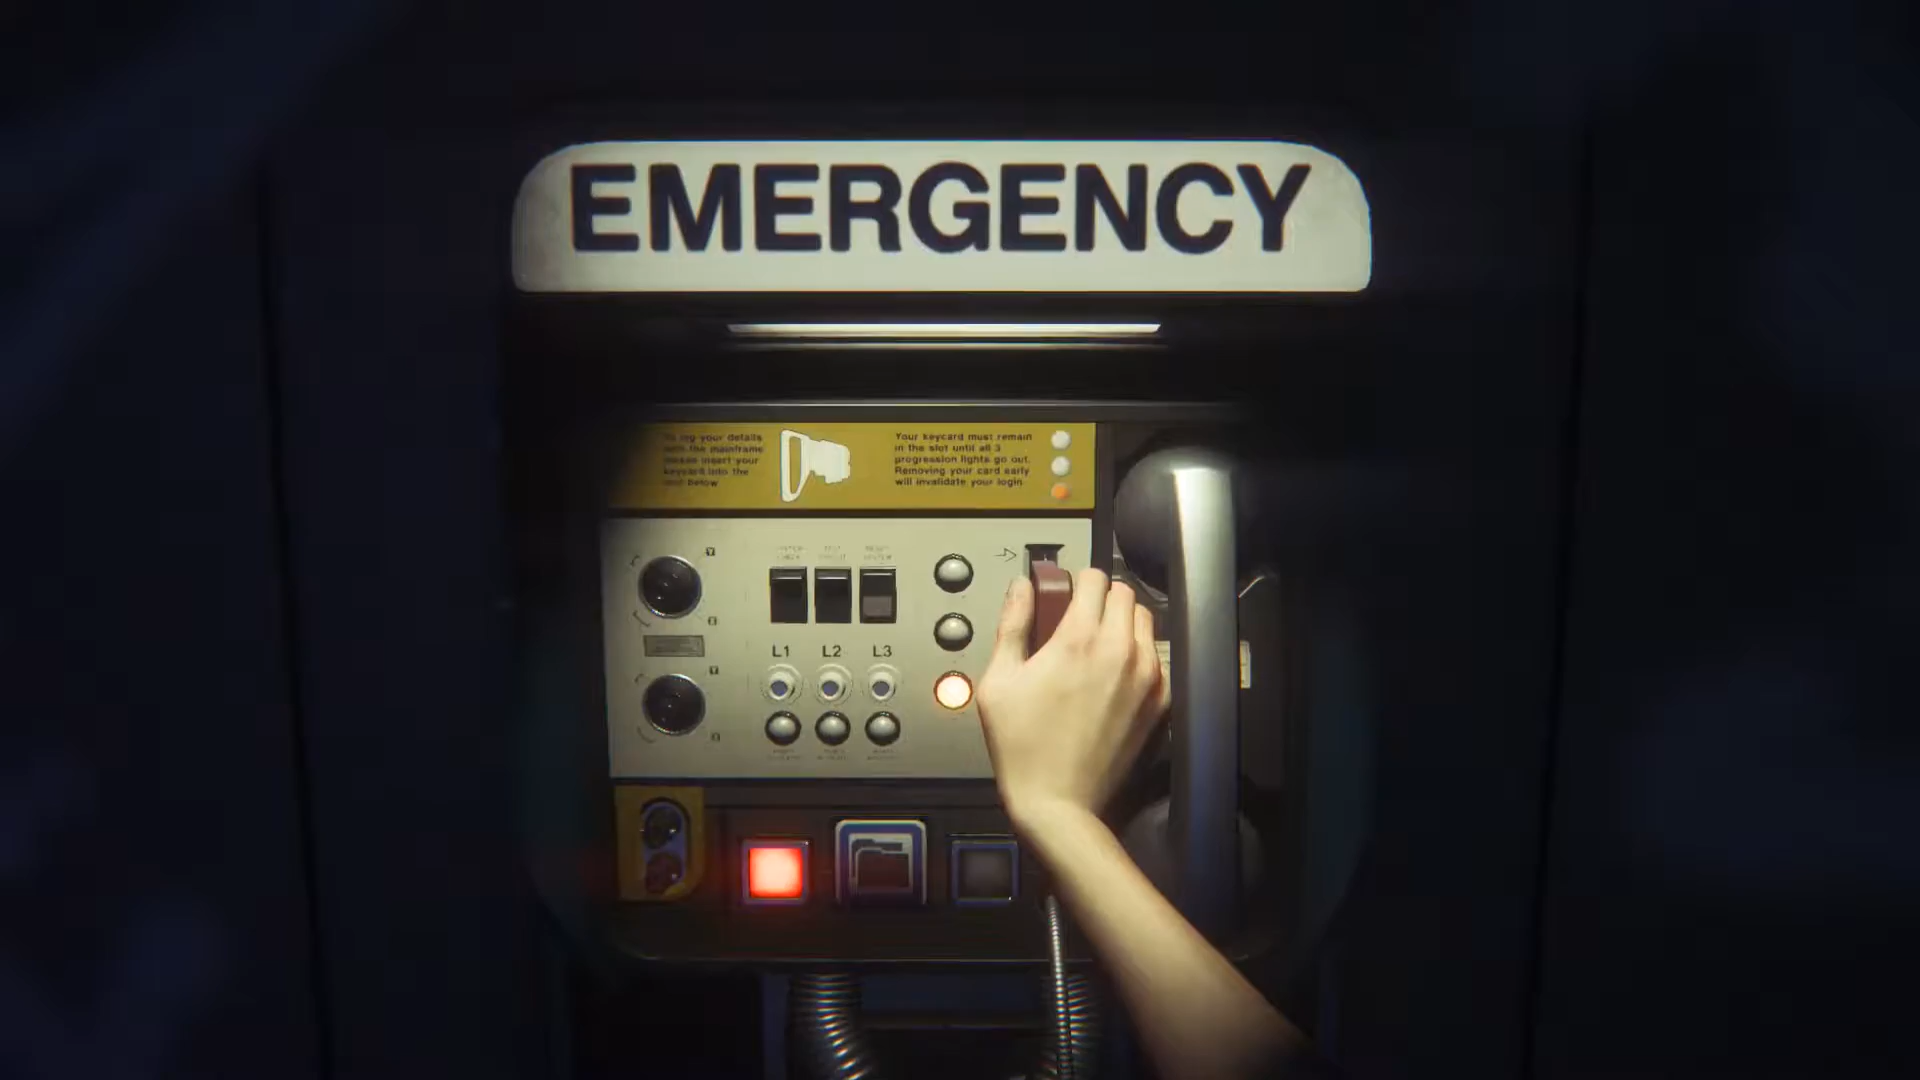 EMERGENCY
log your details
with the mainframe
please insert your
keycard into the
slot below
Your keycard must remain
in the slot until all 3
progression lights go out.
Removing your card early
will invalidate your login
L1 L2 L3